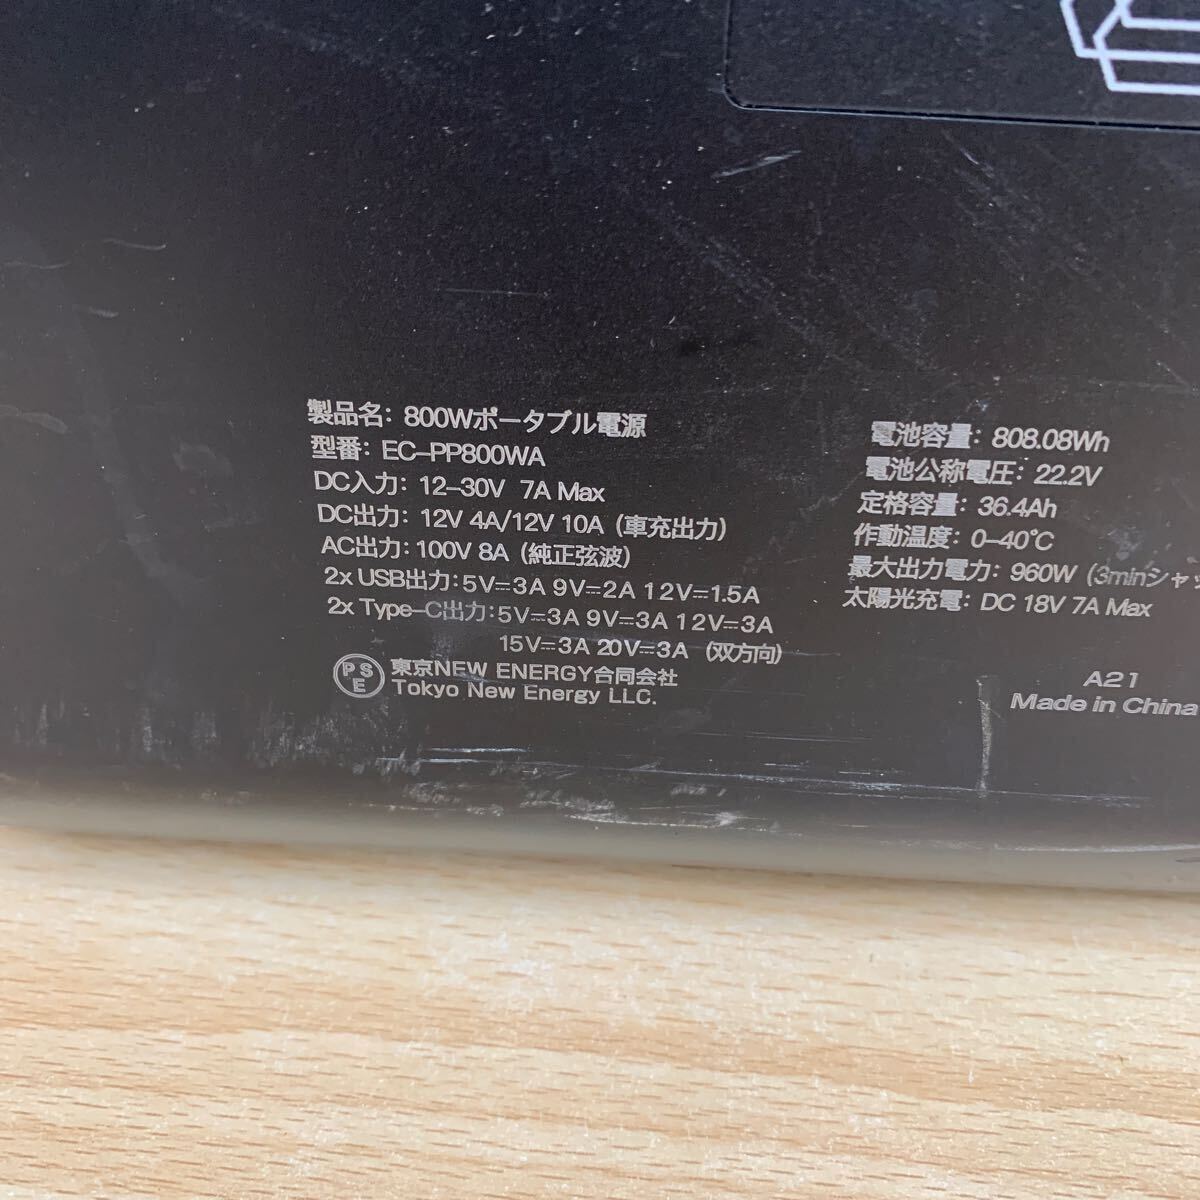 製品名: 800Wポータブル電源
型番: EC-PP800WA
DC入力: 12-30V 7A Max
DC出力: 12V 4A/12V 10A (車充出力)
AC出力: 100V 8A (純正弦波)
2x USB出力: 5V⎓3A 9V⎓2A 12V⎓1.5A
2x Type-C出力: 5V⎓3A 9V⎓3A 12V⎓3A
15V⎓3A 20V⎓3A (双方向)
PSE 東京NEW ENERGY合同会社
Tokyo New Energy LLC.
電池容量: 808.08Wh
電池公称電圧: 22.2V
定格容量: 36.4Ah
作動温度: 0-40°C
最大出力電力: 960W (3minシャ
太陽光充電: DC 18V 7A Max
A21
Made in China